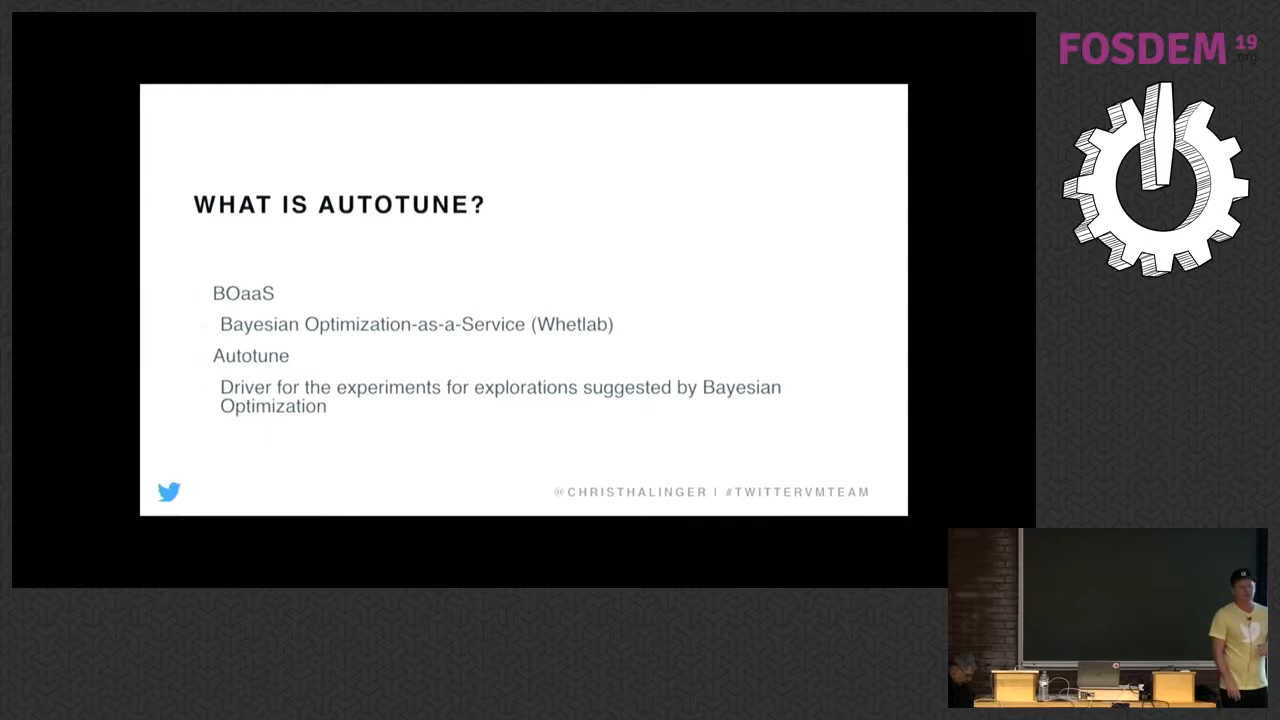 FOSDEM 19
.org
WHAT IS AUTOTUNE?
BOaaS
Bayesian Optimization-as-a-Service (Whetlab)
Autotune
Driver for the experiments for explorations suggested by Bayesian
Optimization
@CHRISTHALINGER | #TWITTERVMTEAM